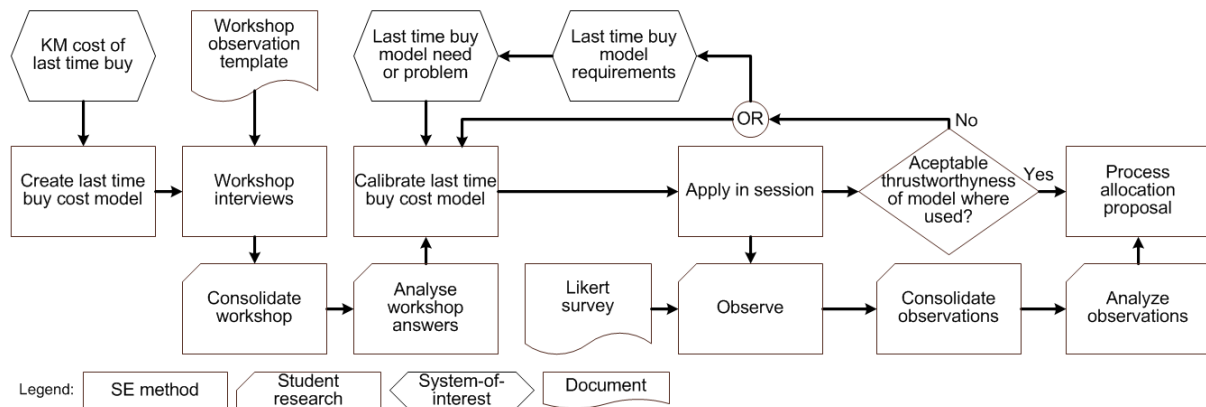 KM cost of
last time buy
Workshop
observation
template
Last time buy
model need
or problem
Last time buy
model
requirements
OR
No
Create last time
buy cost model
Workshop
interviews
Calibrate last time
buy cost model
Apply in session
Acceptable
thrustworthyness
of model where
used?
Yes
Process
allocation
proposal
Consolidate
workshop
Analyse
workshop
answers
Likert
survey
Observe
Consolidate
observations
Analyze
observations
Legend:
SE method
Student
research
System-of-
interest
Document